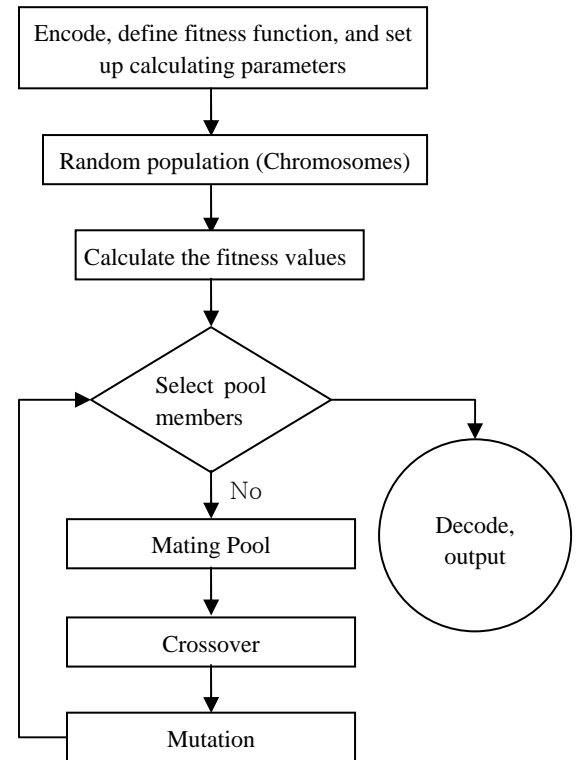 Encode, define fitness function, and set
up calculating parameters
Random population (Chromosomes)
Calculate the fitness values
Select pool
members
No
Mating Pool
Crossover
Mutation
Decode,
output